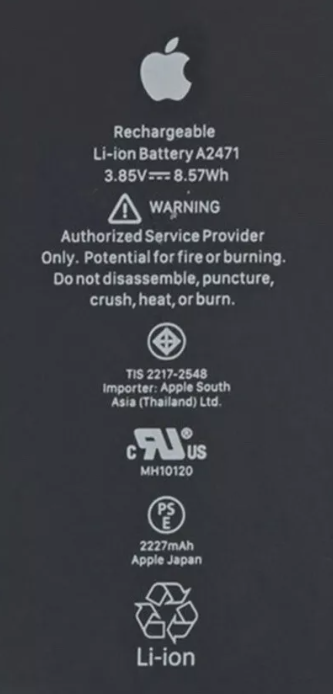 Rechargeable
Li-ion Battery A2471
3.85V⎓8.57Wh
WARNING
Authorized Service Provider
Only. Potential for fire or burning.
Do not disassemble, puncture,
crush, heat, or burn.
TIS 2217-2548
Importer: Apple South
Asia (Thailand) Ltd.
c RU® US
MH10120
PS
E
2227mAh
Apple Japan
Li-ion